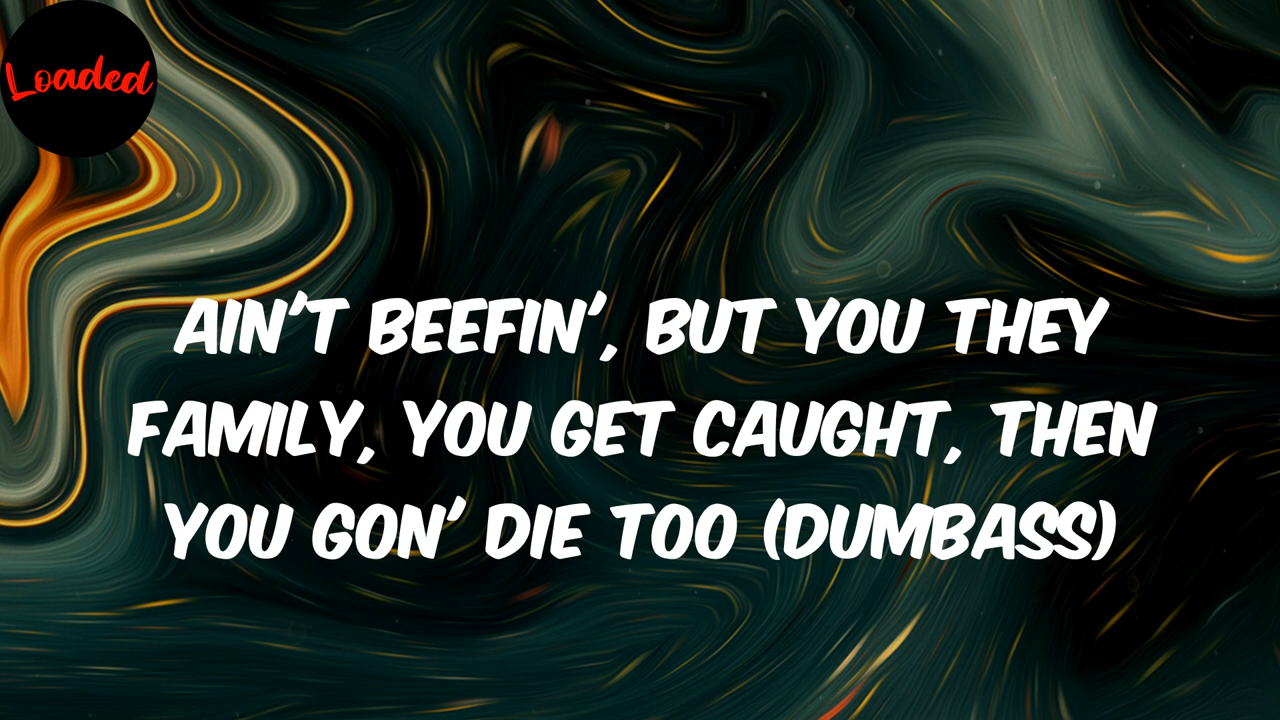 Loaded
AIN'T BEEFIN', BUT YOU THEY
FAMILY, YOU GET CAUGHT, THEN
YOU GON' DIE TOO (DUMBASS)